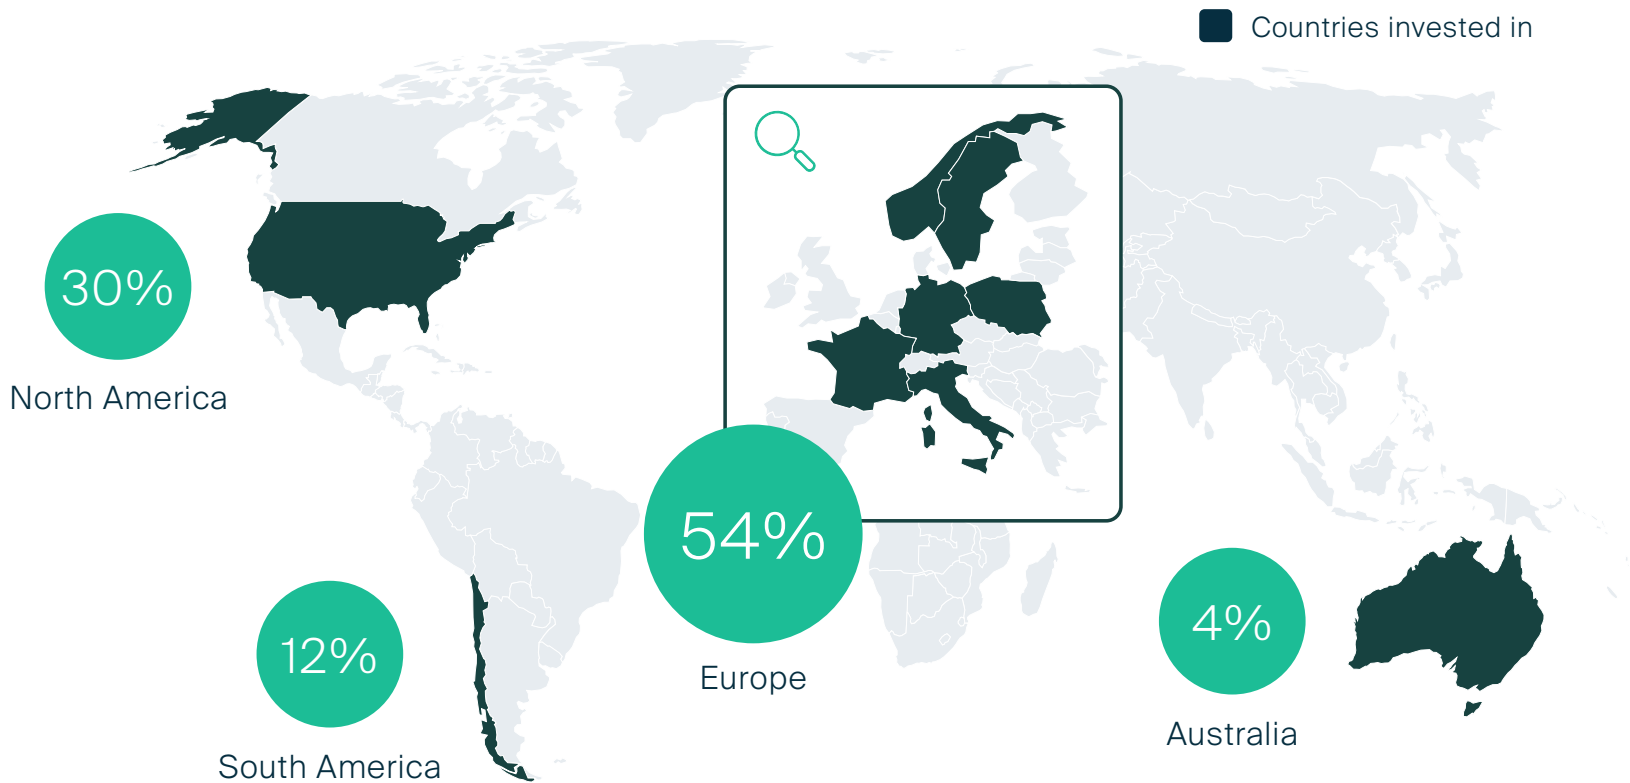 Countries invested in
30%
North America
54%
Europe
12%
South America
4%
Australia